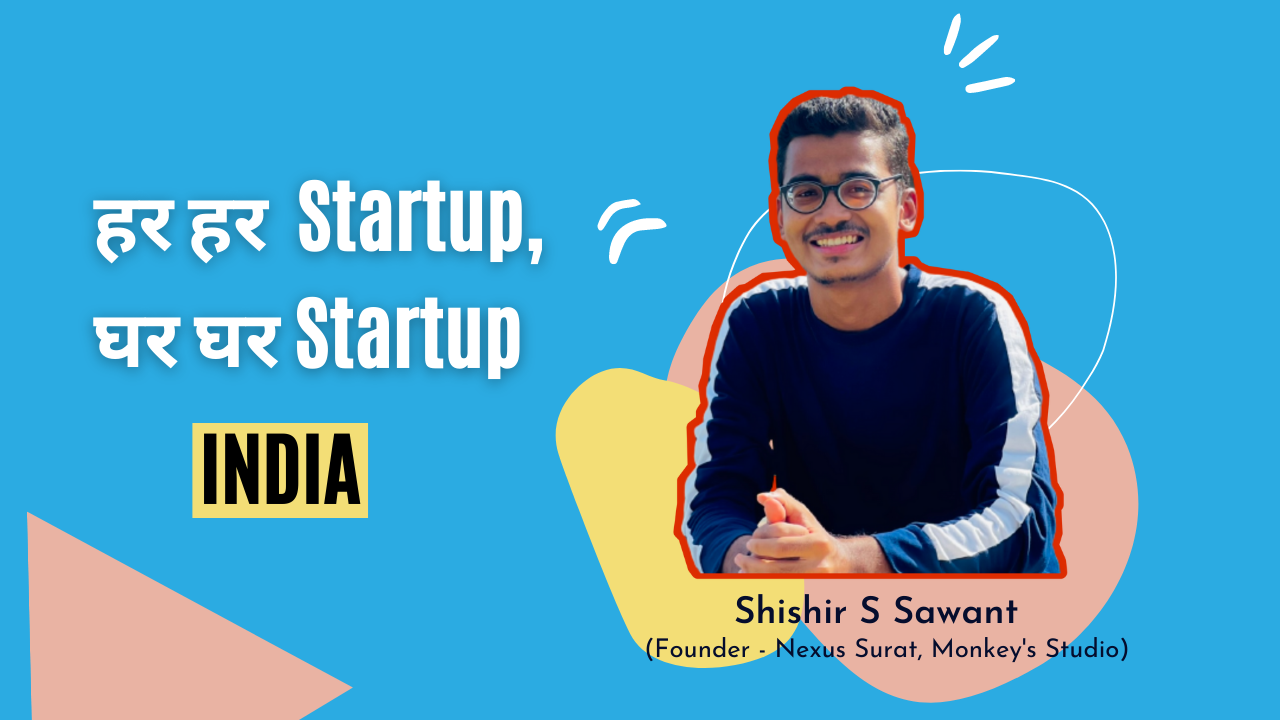 हर हर Startup,
घर घर Startup
INDIA
Shishir S Sawant
(Founder - Nexus Surat, Monkey's Studio)